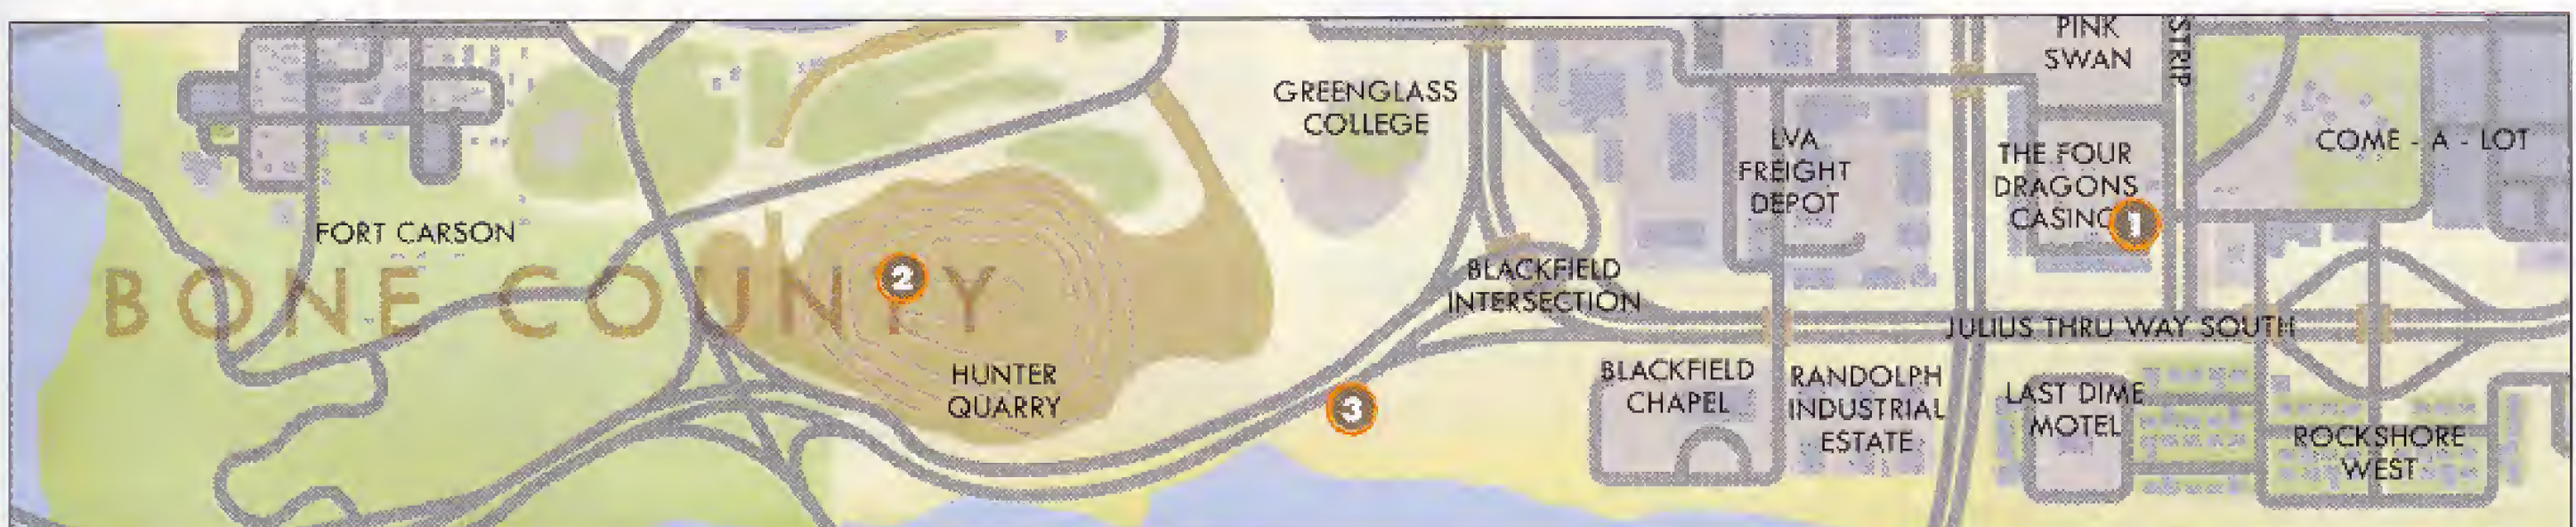 PINK
SWAN
STRIP
GREENGLASS
COLLEGE
LVA
FREIGHT
DEPOT
THE FOUR
DRAGONS
CASINO
1
COME - A - LOT
FORT CARSON
BONE COUNTY
2
BLACKFIELD
INTERSECTION
JULIUS THRU WAY SOUTH
HUNTER
QUARRY
3
BLACKFIELD
CHAPEL
RANDOLPH
INDUSTRIAL
ESTATE
LAST DIME
MOTEL
ROCKSHORE
WEST